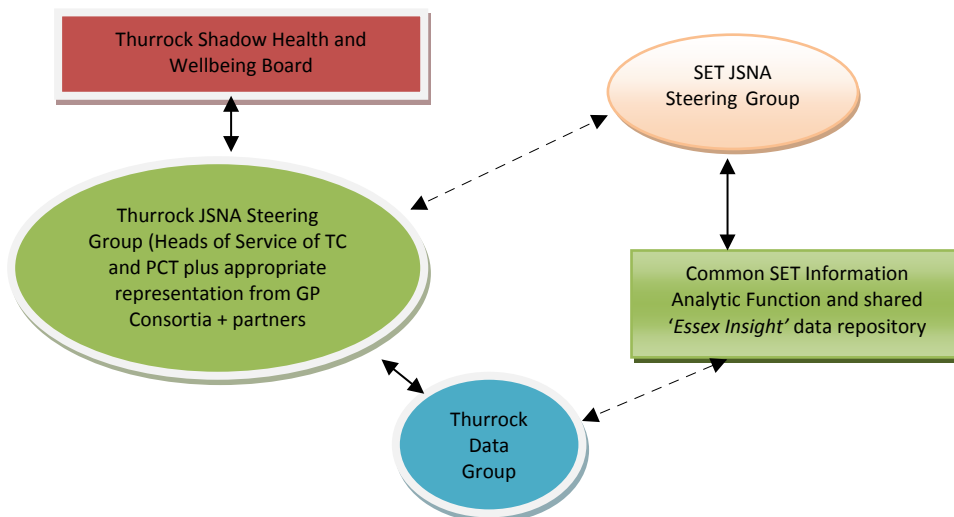 Thurrock Shadow Health and
Wellbeing Board
SET JSNA
Steering Group
Thurrock JSNA Steering
Group (Heads of Service of TC
and PCT plus appropriate
representation from GP
Consortia + partners
Common SET Information
Analytic Function and shared
‘Essex Insight’ data repository
Thurrock
Data
Group